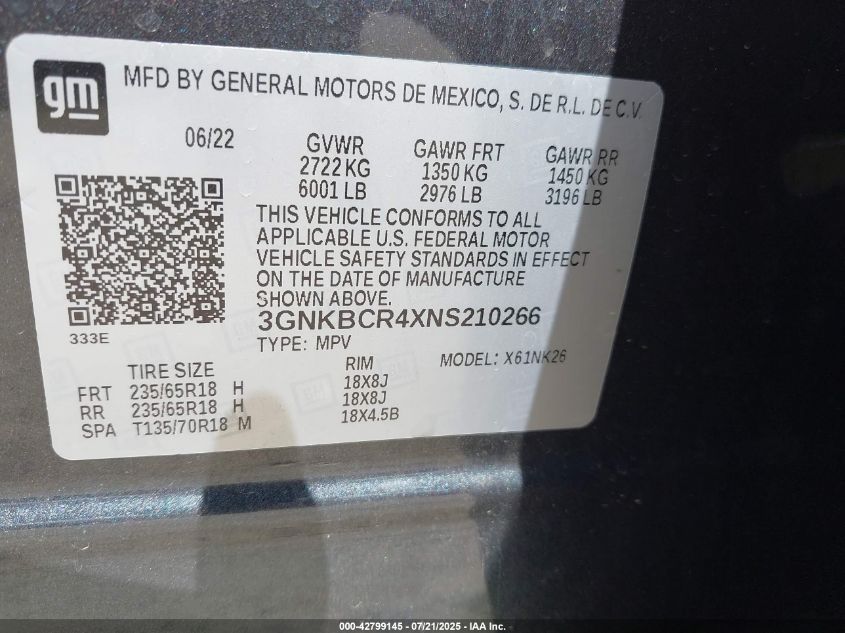 gm
MFD BY GENERAL MOTORS DE MEXICO, S. DE R.L. DE C.V.
06/22
GVWR GAWR FRT GAWR RR
2722 KG 1350 KG 1450 KG
6001 LB 2976 LB 3196 LB
THIS VEHICLE CONFORMS TO ALL
APPLICABLE U.S. FEDERAL MOTOR
VEHICLE SAFETY STANDARDS IN EFFECT
ON THE DATE OF MANUFACTURE
SHOWN ABOVE.
333E
3GNKBCR4XNS210266
TYPE: MPV MODEL: X61NK26
TIRE SIZE RIM
FRT 235/65R18 H 18X8J
RR 235/65R18 H 18X8J
SPA T135/70R18 M 18X4.5B
000-42799145 - 07/21/2025 - IAA Inc.